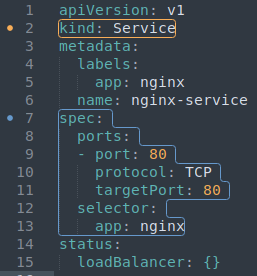 1 apiVersion: v1
2 kind: Service
3 metadata:
4   labels:
5     app: nginx
6   name: nginx-service
7 spec:
8   ports:
9   - port: 80
10     protocol: TCP
11     targetPort: 80
12   selector:
13     app: nginx
14 status:
15   loadBalancer: {}